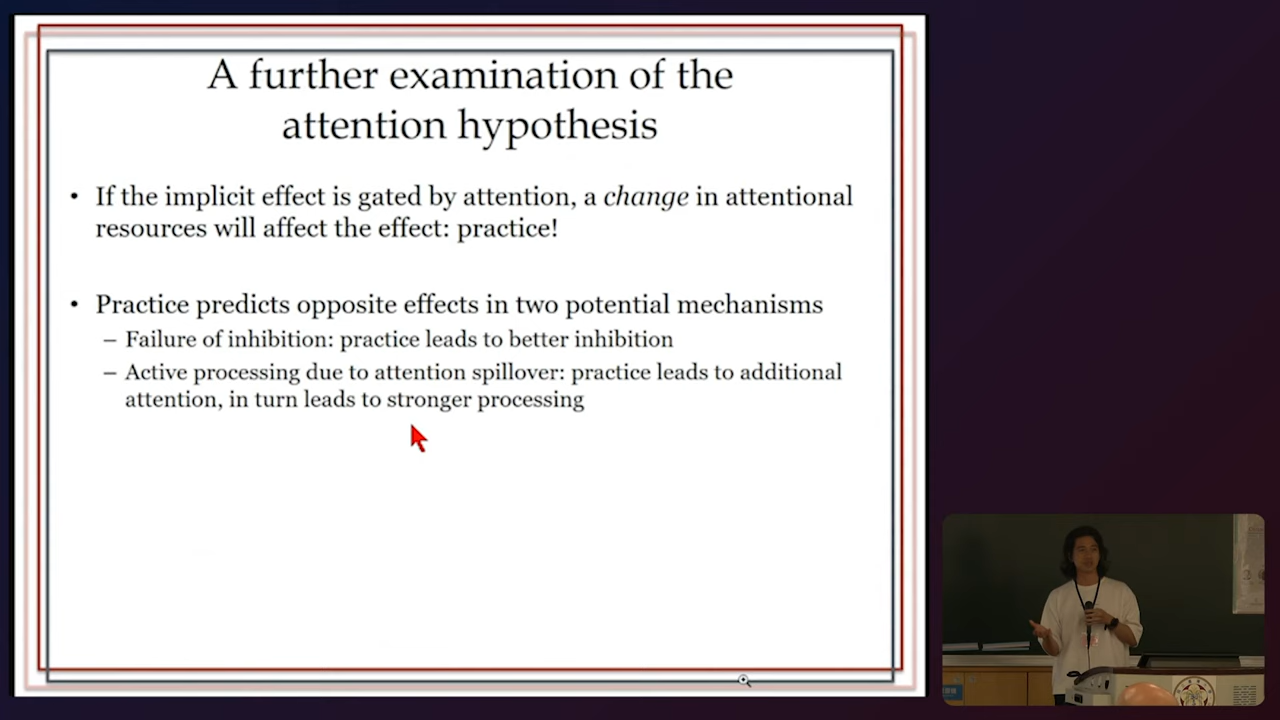 A further examination of the
attention hypothesis
• If the implicit effect is gated by attention, a change in attentional
resources will affect the effect: practice!
• Practice predicts opposite effects in two potential mechanisms
– Failure of inhibition: practice leads to better inhibition
– Active processing due to attention spillover: practice leads to additional
attention, in turn leads to stronger processing